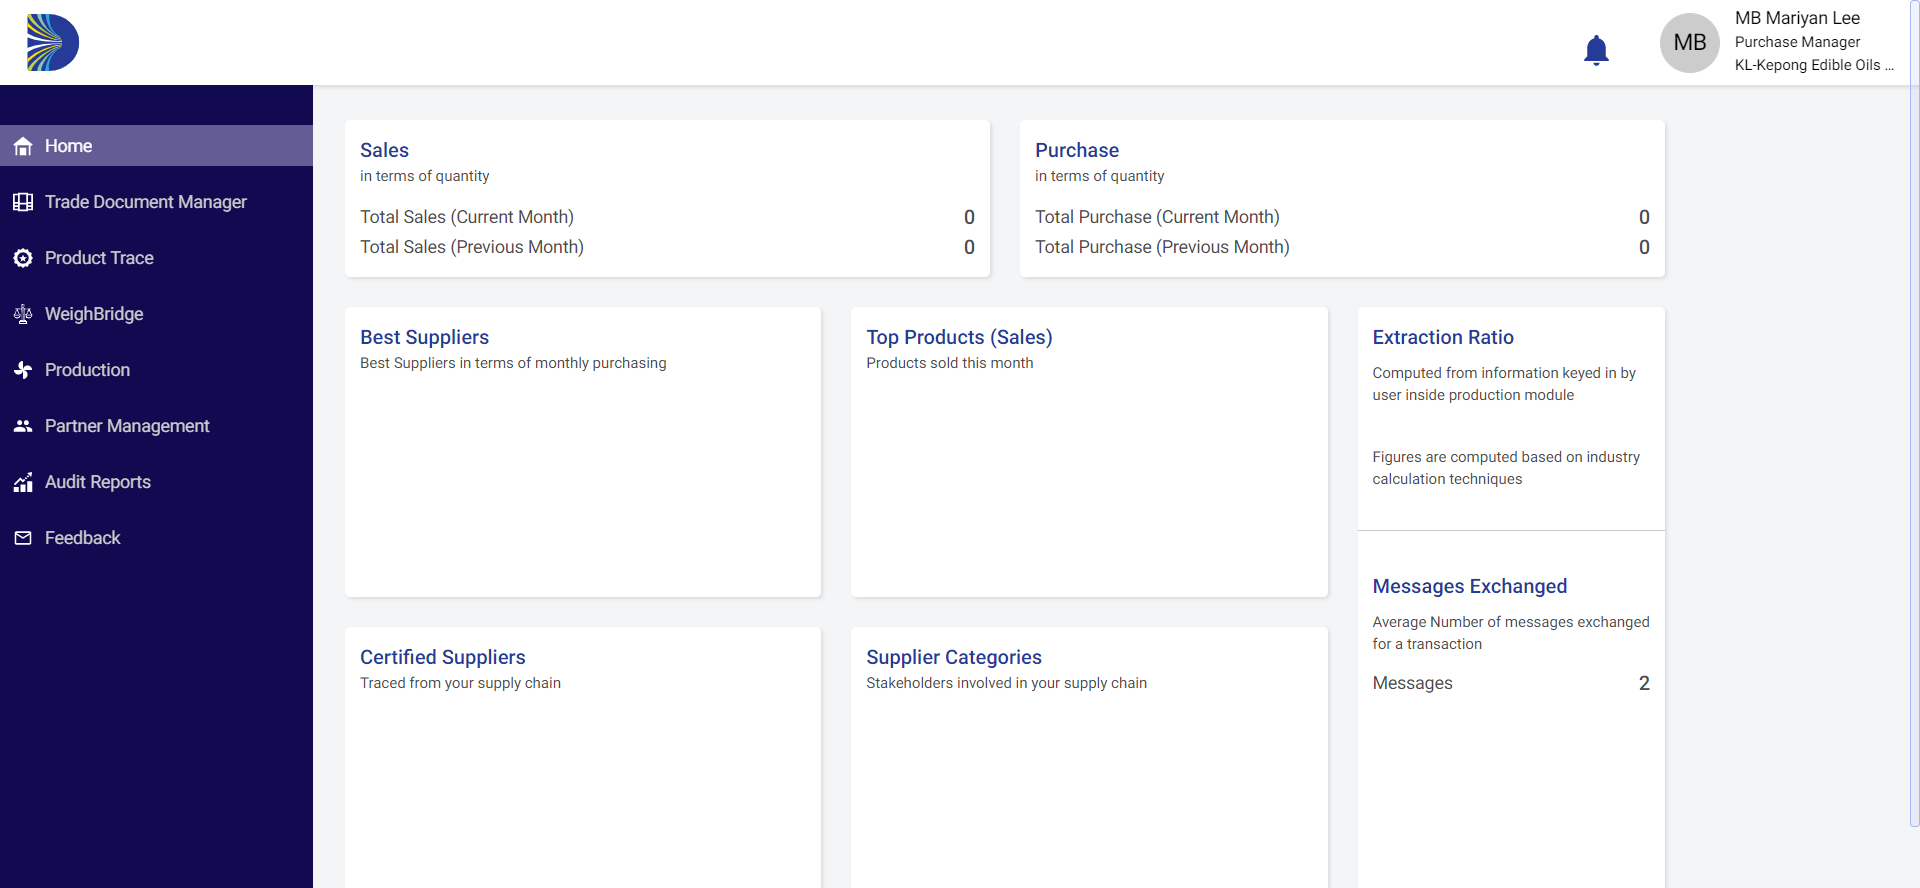 MB
MB Mariyan Lee
Purchase Manager
KL-Kepong Edible Oils ...
Home
Trade Document Manager
Product Trace
WeighBridge
Production
Partner Management
Audit Reports
Feedback
Sales
in terms of quantity
Total Sales (Current Month) 0
Total Sales (Previous Month) 0
Purchase
in terms of quantity
Total Purchase (Current Month) 0
Total Purchase (Previous Month) 0
Best Suppliers
Best Suppliers in terms of monthly purchasing
Top Products (Sales)
Products sold this month
Extraction Ratio
Computed from information keyed in by
user inside production module
Figures are computed based on industry
calculation techniques
Certified Suppliers
Traced from your supply chain
Supplier Categories
Stakeholders involved in your supply chain
Messages Exchanged
Average Number of messages exchanged
for a transaction
Messages 2